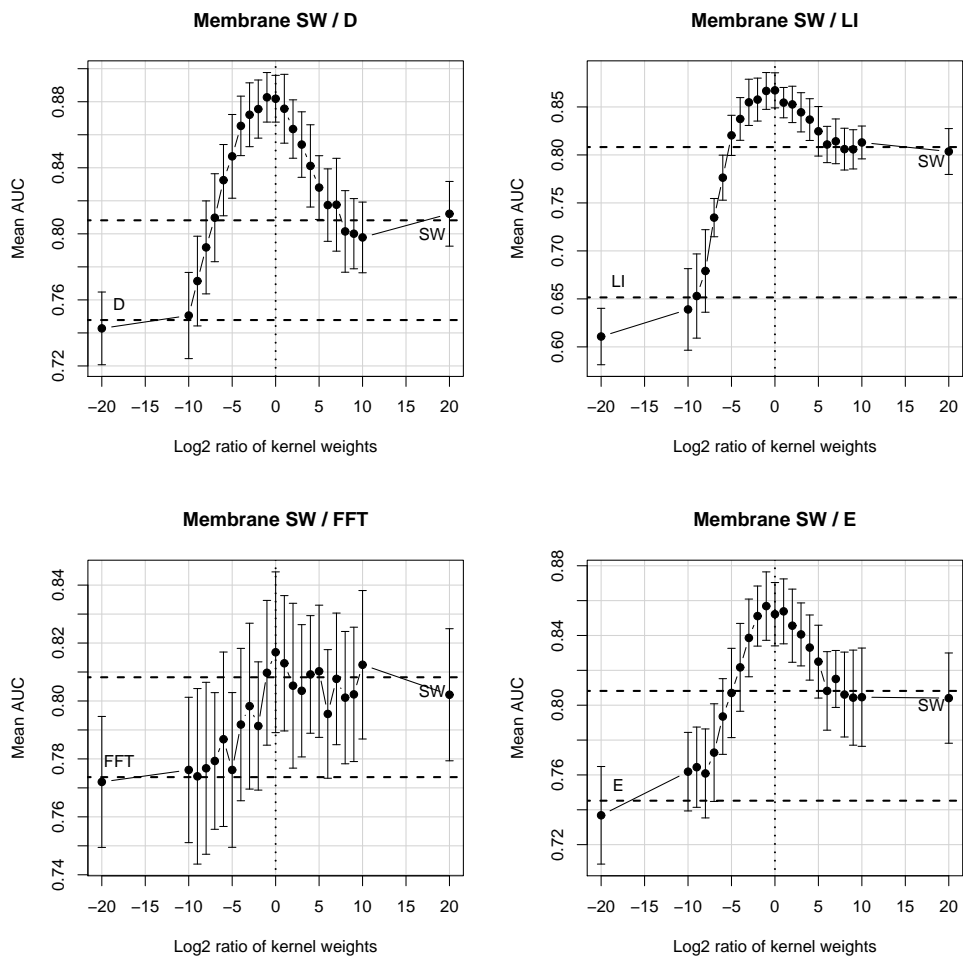 Membrane SW / D
Mean AUC
0.72 0.76 0.80 0.84 0.88
D
SW
−20 −15 −10 −5 0 5 10 15 20
Log2 ratio of kernel weights
Membrane SW / LI
Mean AUC
0.60 0.65 0.70 0.75 0.80 0.85
LI
SW
−20 −15 −10 −5 0 5 10 15 20
Log2 ratio of kernel weights
Membrane SW / FFT
Mean AUC
0.74 0.76 0.78 0.80 0.82 0.84
FFT
SW
−20 −15 −10 −5 0 5 10 15 20
Log2 ratio of kernel weights
Membrane SW / E
Mean AUC
0.72 0.76 0.80 0.84 0.88
E
SW
−20 −15 −10 −5 0 5 10 15 20
Log2 ratio of kernel weights